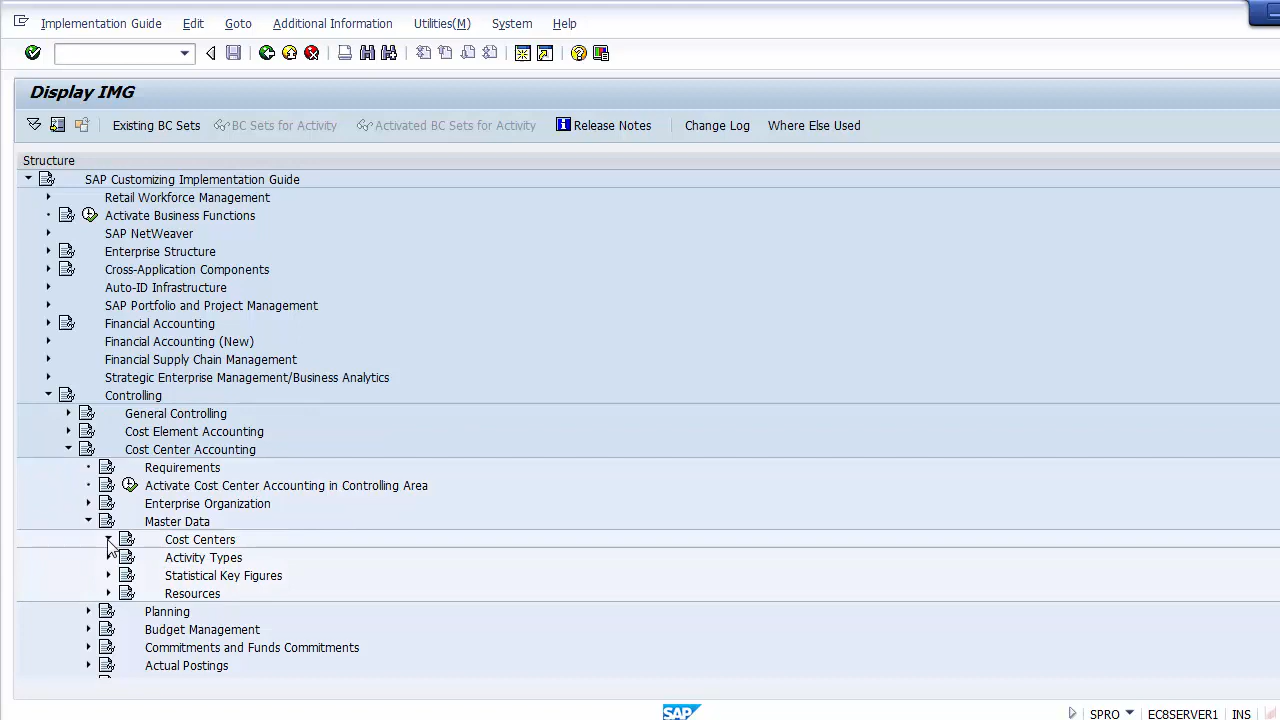 Implementation Guide Edit Goto Additional Information Utilities(M) System Help
Display IMG
Existing BC Sets BC Sets for Activity Activated BC Sets for Activity Release Notes Change Log Where Else Used
Structure
SAP Customizing Implementation Guide
Retail Workforce Management
Activate Business Functions
SAP NetWeaver
Enterprise Structure
Cross-Application Components
Auto-ID Infrastructure
SAP Portfolio and Project Management
Financial Accounting
Financial Accounting (New)
Financial Supply Chain Management
Strategic Enterprise Management/Business Analytics
Controlling
General Controlling
Cost Element Accounting
Cost Center Accounting
Requirements
Activate Cost Center Accounting in Controlling Area
Enterprise Organization
Master Data
Cost Centers
Activity Types
Statistical Key Figures
Resources
Planning
Budget Management
Commitments and Funds Commitments
Actual Postings
SAP SPRO EC8SERVER1 INS